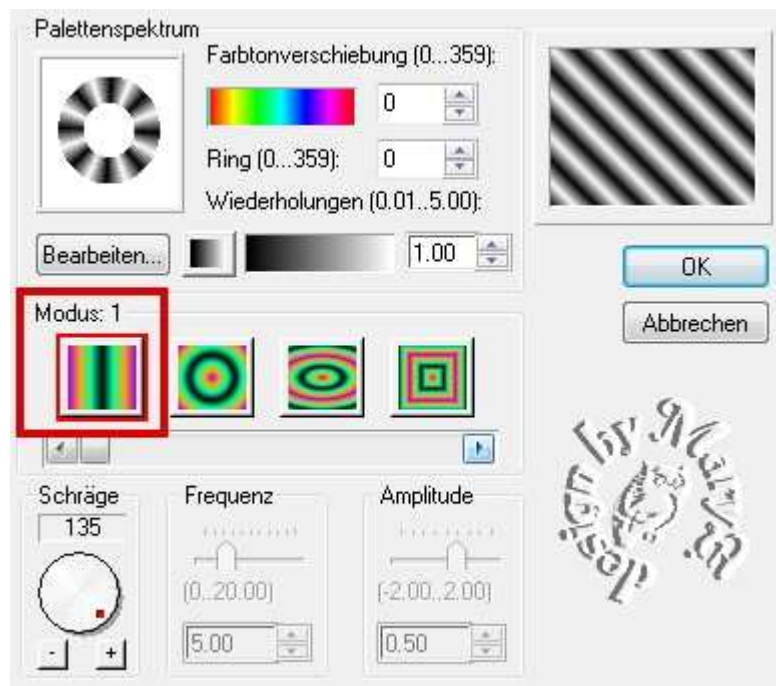 Palettenspektrum
Farbtonverschiebung (0...359):
0
Ring (0...359):
0
Wiederholungen (0.01..5.00):
Bearbeiten...
1.00
OK
Abbrechen
Modus: 1
Schräge
135
Frequenz
(0..20.00)
5.00
Amplitude
(-2.00..2.00)
0.50
- +
design by Mary